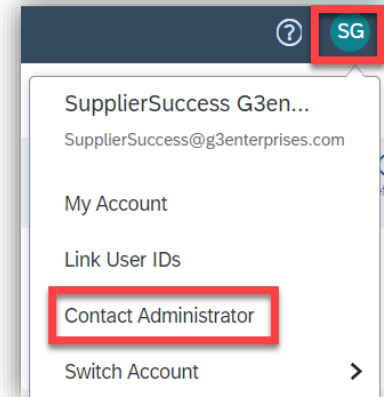 SG
SupplierSuccess G3en...
SupplierSuccess@g3enterprises.com
My Account
Link User IDs
Contact Administrator
Switch Account